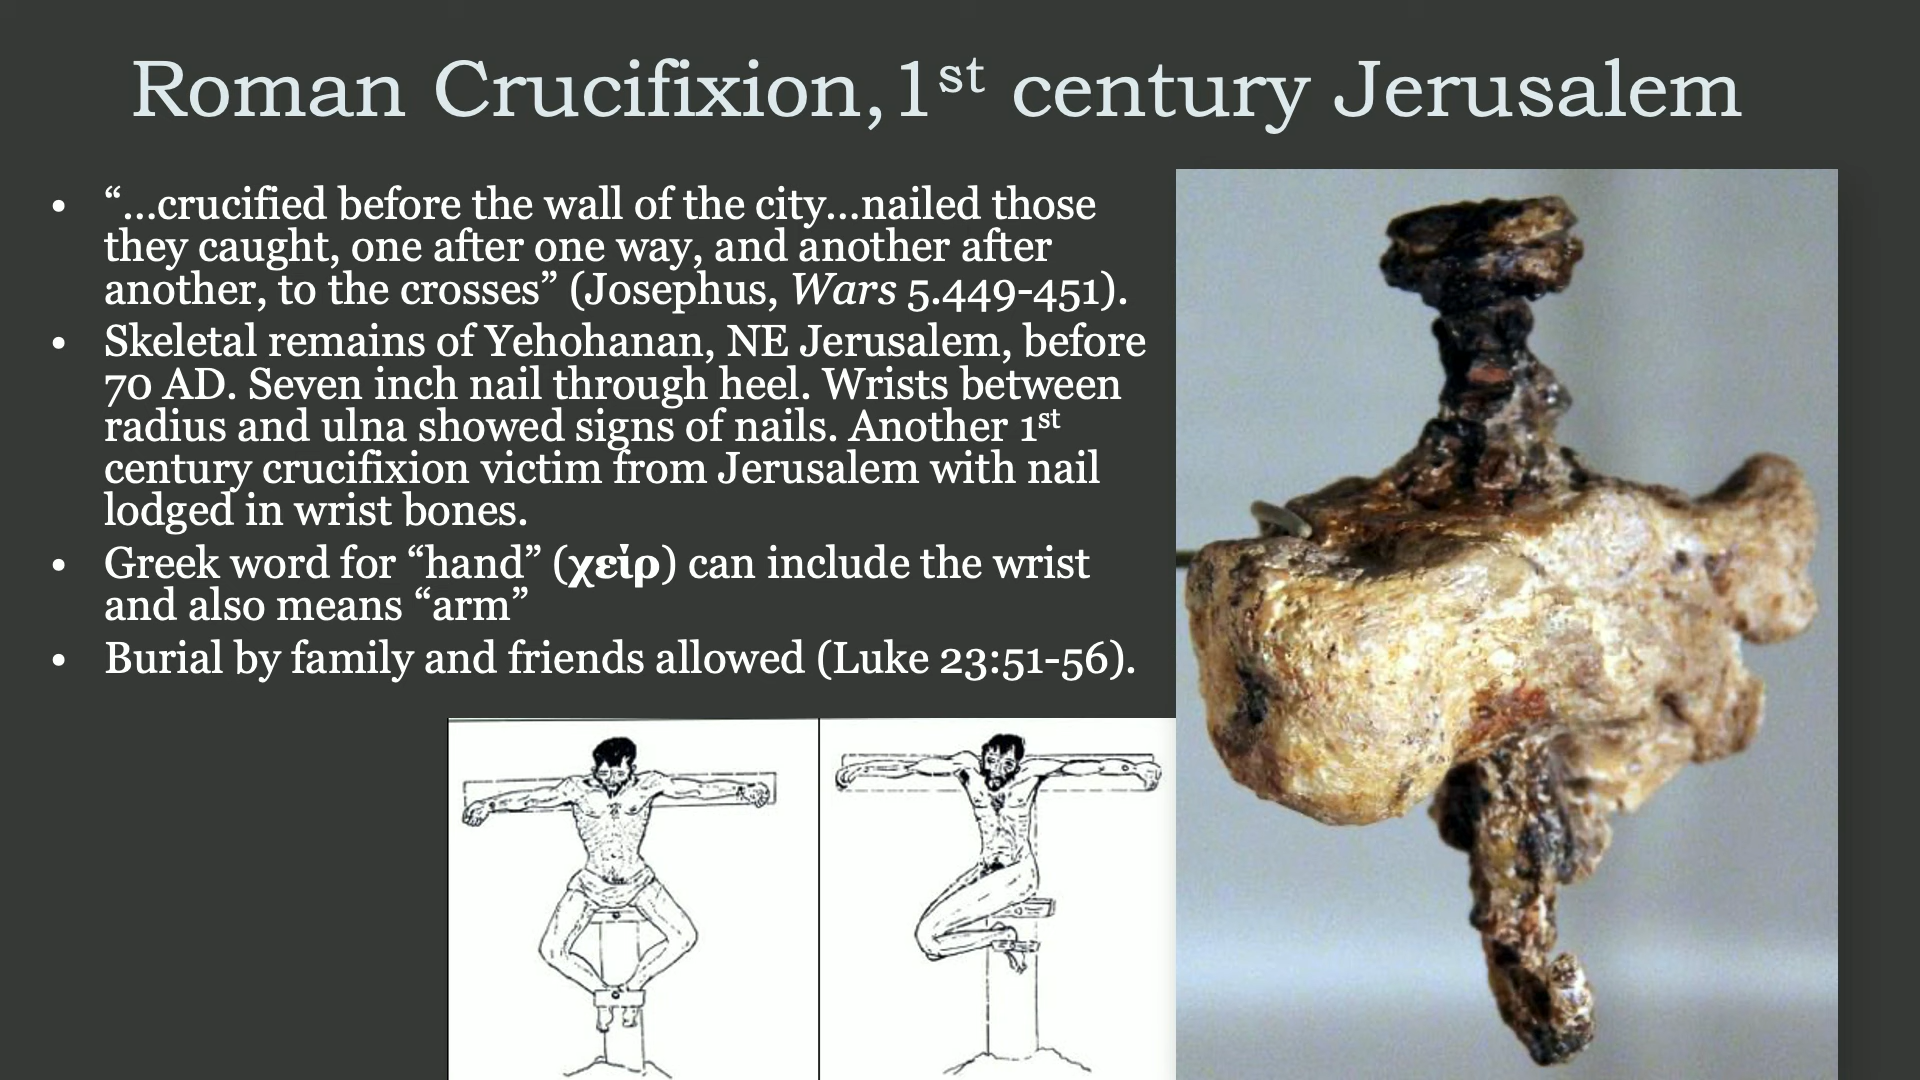 Roman Crucifixion,1st century Jerusalem
• “…crucified before the wall of the city…nailed those
they caught, one after one way, and another after
another, to the crosses” (Josephus, Wars 5.449-451).
• Skeletal remains of Yehohanan, NE Jerusalem, before
70 AD. Seven inch nail through heel. Wrists between
radius and ulna showed signs of nails. Another 1st
century crucifixion victim from Jerusalem with nail
lodged in wrist bones.
• Greek word for “hand” (χείρ) can include the wrist
and also means “arm”
• Burial by family and friends allowed (Luke 23:51-56).